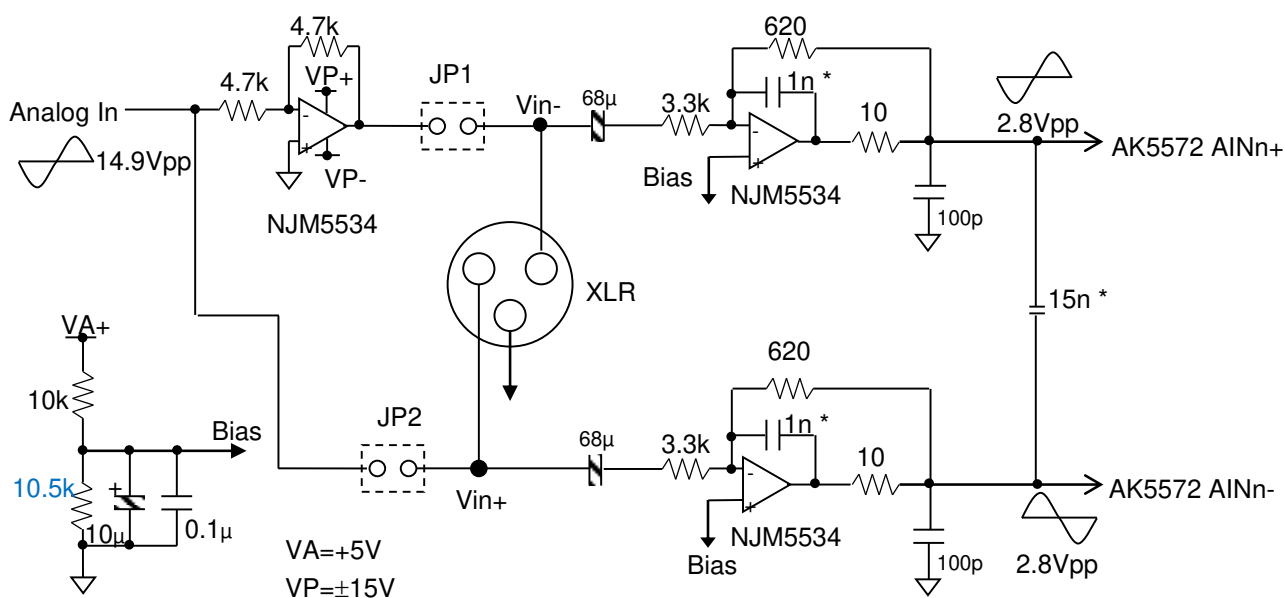 4.7k
620
4.7k
VP+
JP1
1n *
68μ
3.3k
10
2.8Vpp
Analog In
Vin-
-
+
-
+
AK5572 AINn+
14.9Vpp
VP-
Bias
NJM5534
NJM5534
100p
XLR
15n *
VA+
620
10k
JP2
1n *
Bias
68μ
3.3k
10
10.5k
+
-
+
AK5572 AINn-
10μ
0.1μ
Vin+
NJM5534
VA=+5V
Bias
100p
2.8Vpp
VP=±15V